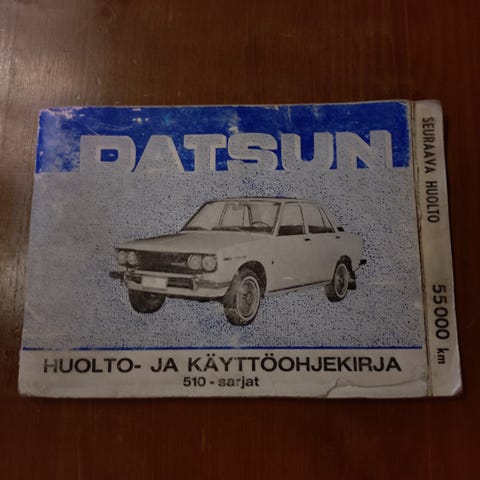 DATSUN
HUOLTO- JA KÄYTTÖOHJEKIRJA
510 - sarjat
SEURAAVA HUOLTO 55000 km